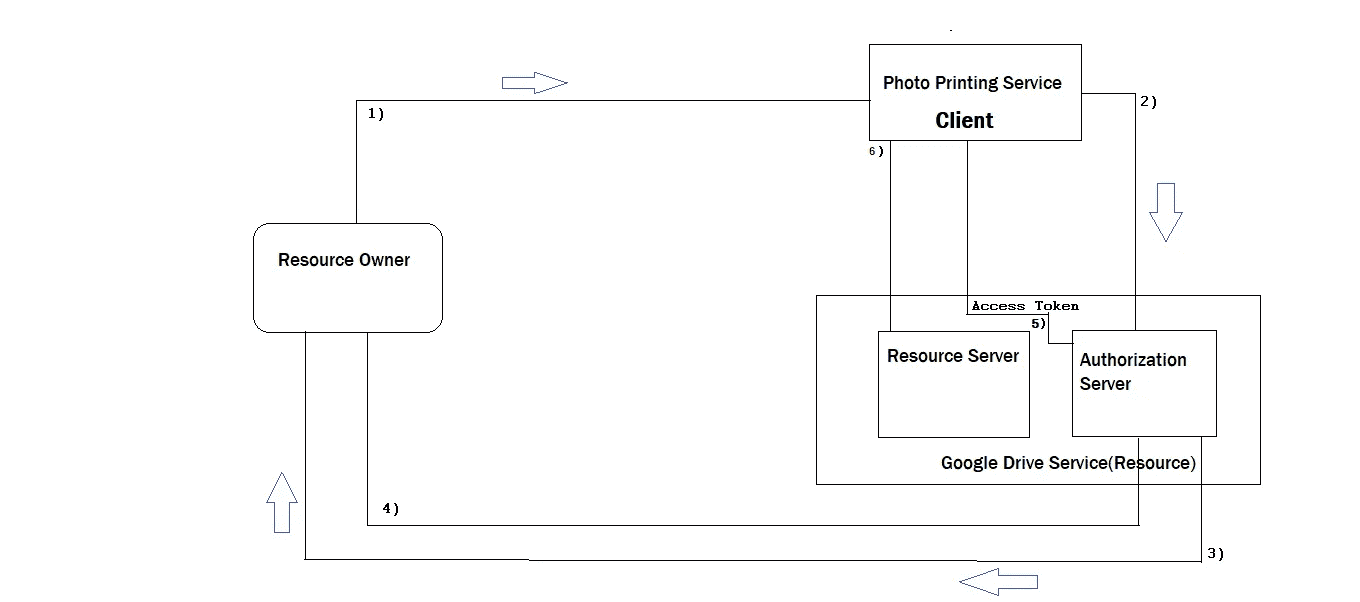 Photo Printing Service
Client
1)
2)
6)
Resource Owner
Access Token
5)
Resource Server
Authorization
Server
Google Drive Service(Resource)
4)
3)